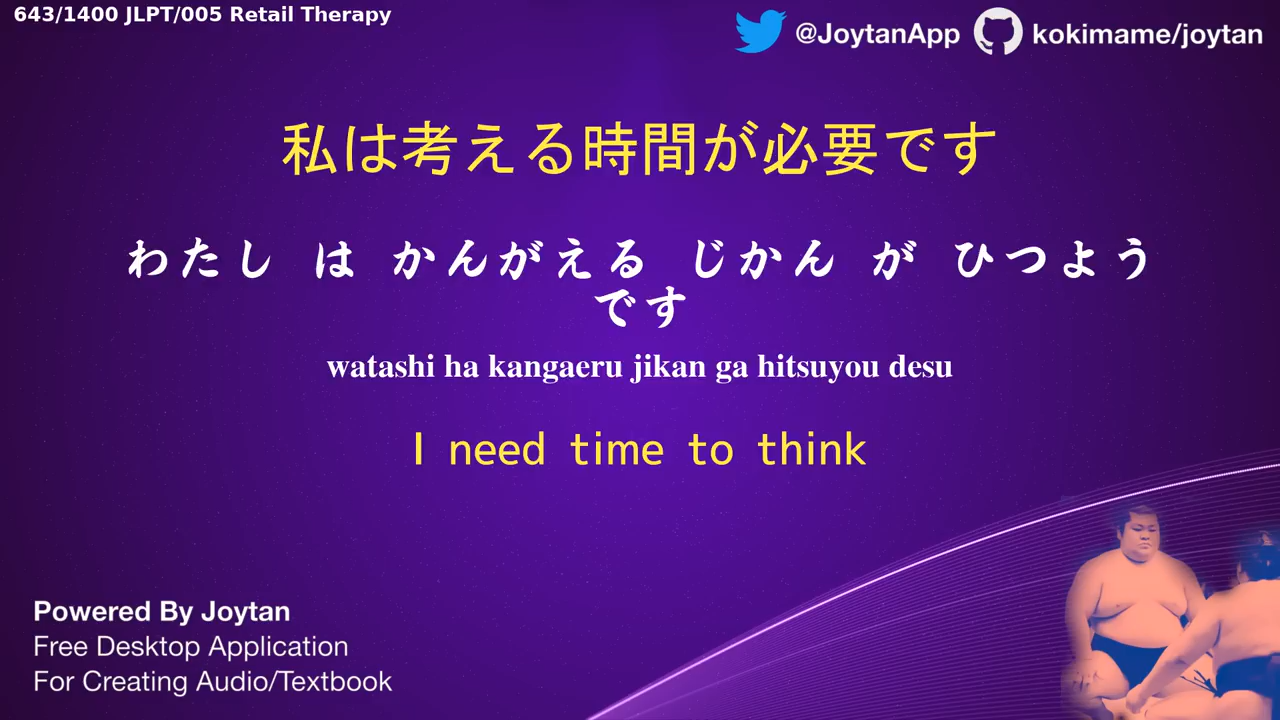 643/1400 JLPT/005 Retail Therapy
@JoytanApp kokimame/joytan
私は考える時間が必要です
わたし は かんがえる じかん が ひつよう
です
watashi ha kangaeru jikan ga hitsuyou desu
I need time to think
Powered By Joytan
Free Desktop Application
For Creating Audio/Textbook